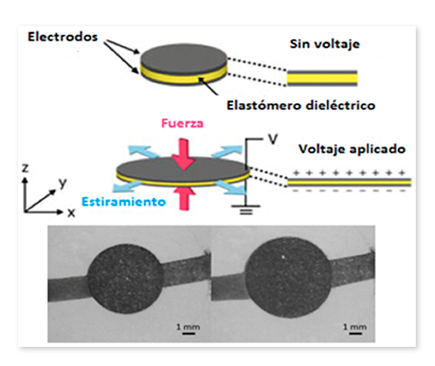 Electrodos
Sin voltaje
Elastómero dieléctrico
Fuerza
V
Voltaje aplicado
+ + + + + + + + +
− − − − − − − − −
z
y
x
Estiramiento
1 mm
1 mm